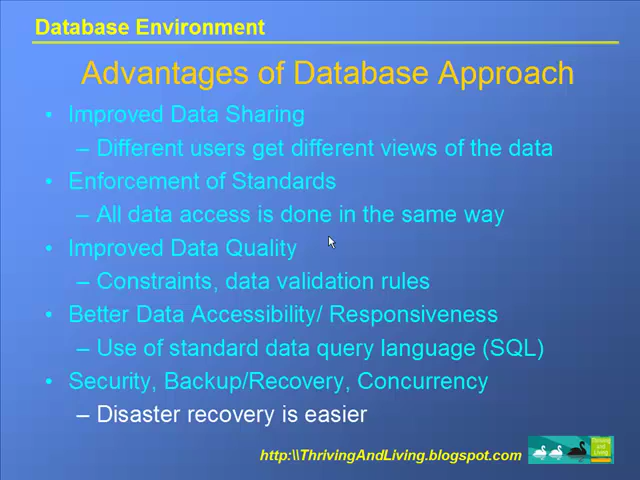 Database Environment
Advantages of Database Approach
• Improved Data Sharing
– Different users get different views of the data
• Enforcement of Standards
– All data access is done in the same way
• Improved Data Quality
– Constraints, data validation rules
• Better Data Accessibility/ Responsiveness
– Use of standard data query language (SQL)
• Security, Backup/Recovery, Concurrency
– Disaster recovery is easier
http:\\ThrivingAndLiving.blogspot.com
Thriving
and
Living